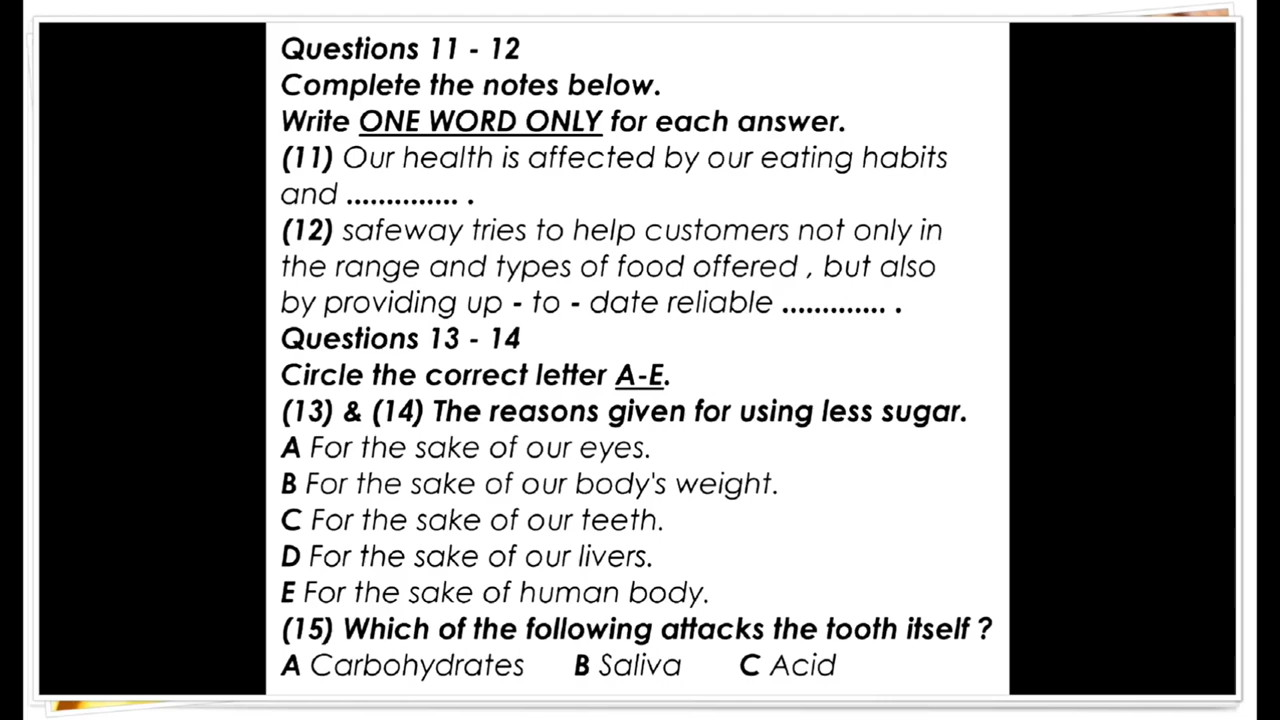 Questions 11 - 12
Complete the notes below.
Write ONE WORD ONLY for each answer.
(11) Our health is affected by our eating habits
and .............. .
(12) safeway tries to help customers not only in
the range and types of food offered , but also
by providing up - to - date reliable ............. .
Questions 13 - 14
Circle the correct letter A-E.
(13) & (14) The reasons given for using less sugar.
A For the sake of our eyes.
B For the sake of our body's weight.
C For the sake of our teeth.
D For the sake of our livers.
E For the sake of human body.
(15) Which of the following attacks the tooth itself ?
A Carbohydrates B Saliva C Acid